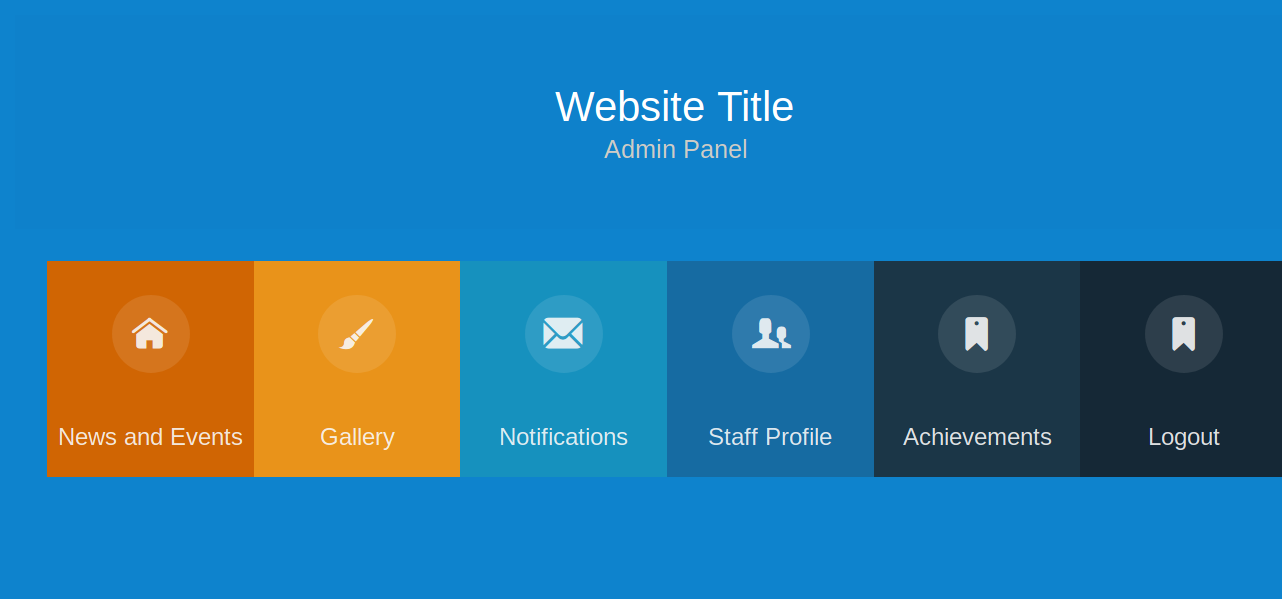 Website Title
Admin Panel
News and Events
Gallery
Notifications
Staff Profile
Achievements
Logout